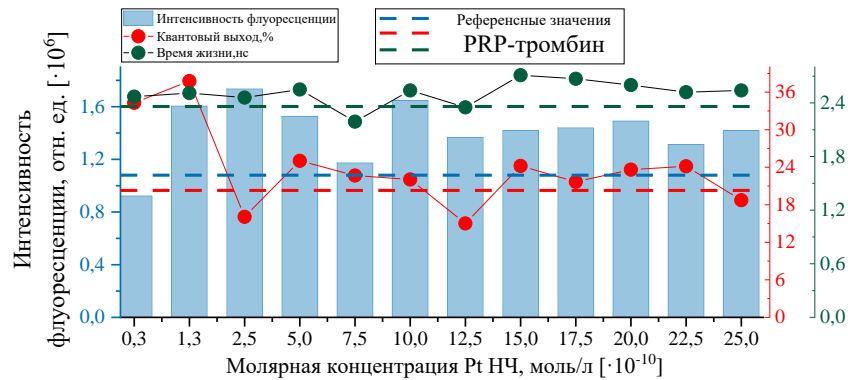 Интенсивность флуоресценции
Квантовый выход,%
Время жизни,нс
Референсные значения
PRP-тромбин
Интенсивность
флуоресценции, отн. ед. [·10⁶]
1,6
1,2
0,8
0,4
0,0
36
30
24
18
12
6
0
2,4
1,8
1,2
0,6
0,0
0,3 1,3 2,5 5,0 7,5 10,0 12,5 15,0 17,5 20,0 22,5 25,0
Молярная концентрация Pt НЧ, моль/л [·10⁻¹⁰]